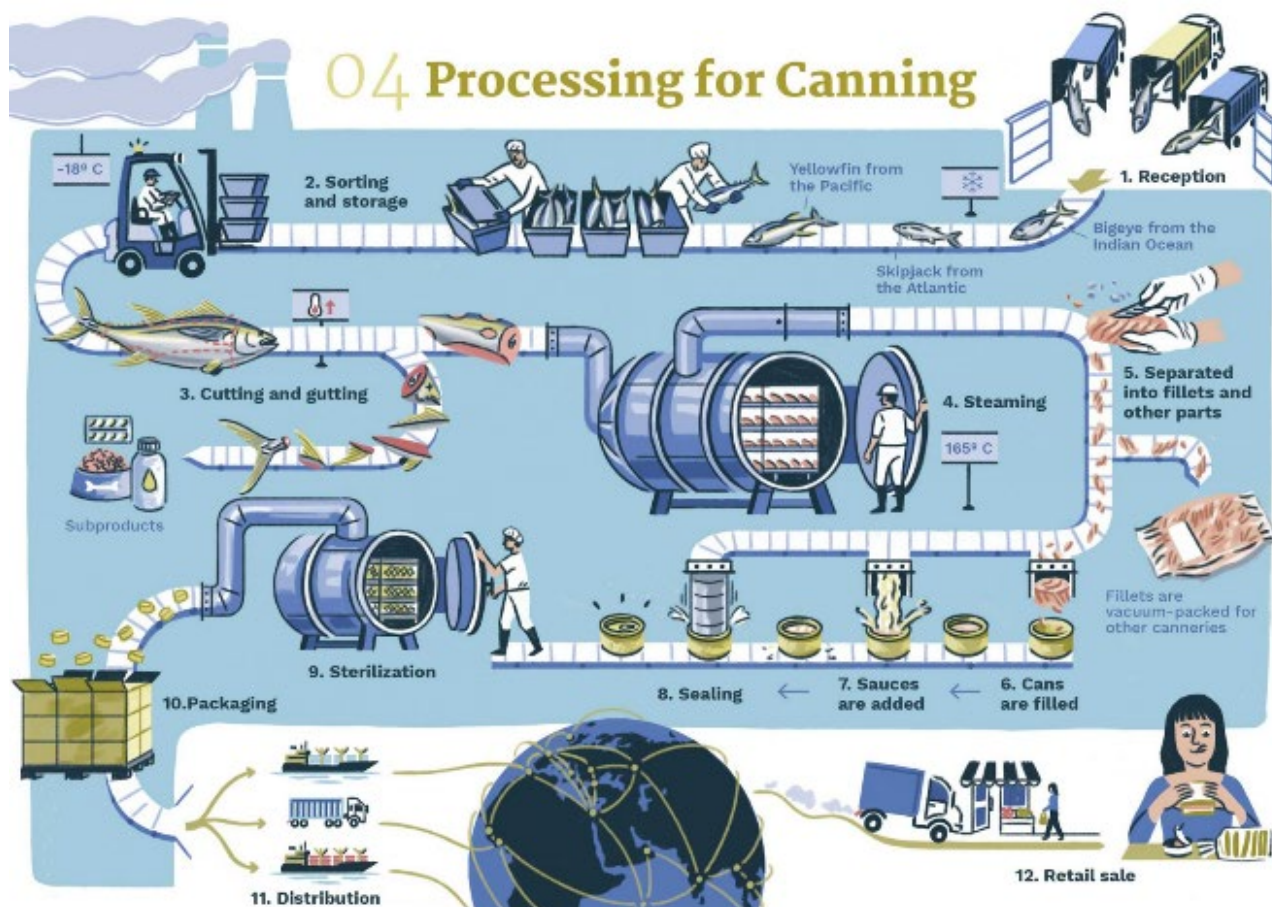 04 Processing for Canning
1. Reception
-18º C
2. Sorting
and storage
Yellowfin from
the Pacific
Skipjack from
the Atlantic
Bigeye from the
Indian Ocean
3. Cutting and gutting
Subproducts
4. Steaming
165º C
5. Separated
into fillets and
other parts
Fillets are
vacuum-packed for
other canneries
6. Cans
are filled
7. Sauces
are added
8. Sealing
9. Sterilization
10.Packaging
11. Distribution
12. Retail sale